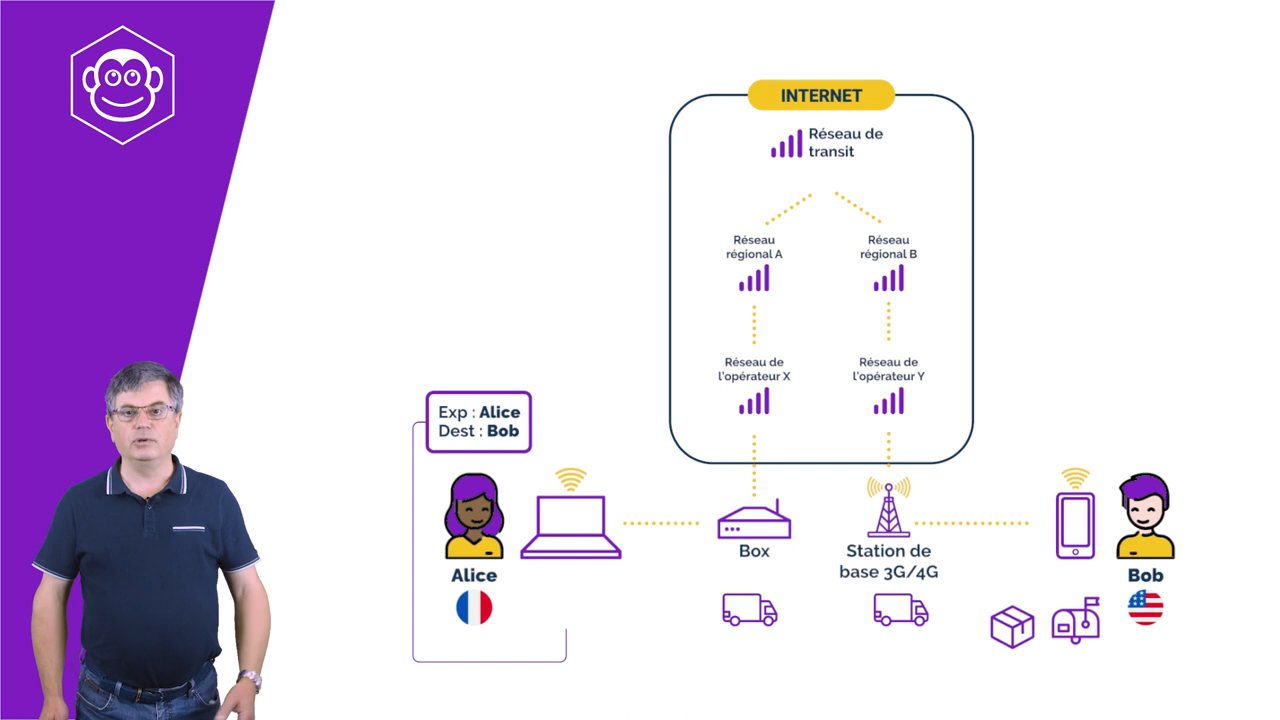 INTERNET
Réseau de
transit
Réseau
régional A
Réseau
régional B
Réseau de
l'opérateur X
Réseau de
l'opérateur Y
Exp : Alice
Dest : Bob
Box
Station de
base 3G/4G
Alice
Bob